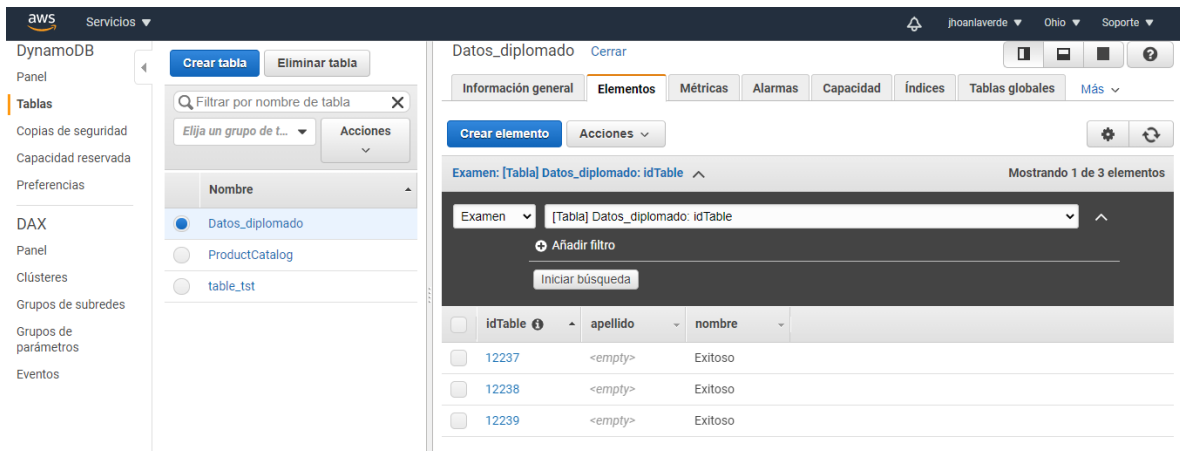 aws Servicios jhoanlaverde Ohio Soporte
DynamoDB
Panel
Tablas
Copias de seguridad
Capacidad reservada
Preferencias
DAX
Panel
Clústeres
Grupos de subredes
Grupos de
parámetros
Eventos
Crear tabla Eliminar tabla
Filtrar por nombre de tabla
Elija un grupo de t... Acciones
Nombre
Datos_diplomado
ProductCatalog
table_tst
Datos_diplomado Cerrar
Información general Elementos Métricas Alarmas Capacidad Índices Tablas globales Más
Crear elemento Acciones
Examen: [Tabla] Datos_diplomado: idTable Mostrando 1 de 3 elementos
Examen [Tabla] Datos_diplomado: idTable
Añadir filtro
Iniciar búsqueda
idTable apellido nombre
12237 <empty> Exitoso
12238 <empty> Exitoso
12239 <empty> Exitoso